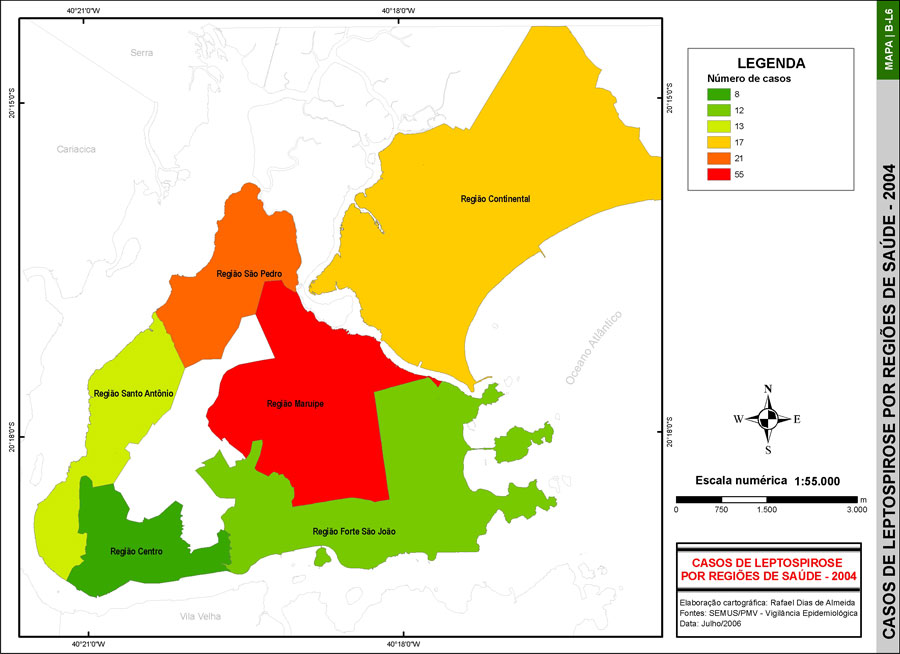 40°21'0"W
40°18'0"W
MAPA | B-L6
CASOS DE LEPTOSPIROSE POR REGIÕES DE SAÚDE - 2004
20°15'0"S
20°15'0"S
Serra
Cariacica
LEGENDA
Número de casos
8
12
13
17
21
55
Região Continental
Região São Pedro
Oceano Atlântico
Região Santo Antônio
Região Maruípe
20°18'0"S
20°18'0"S
N
W
E
S
Escala numérica 1:55.000
m
0 750 1.500 3.000
Região Forte São João
Região Centro
CASOS DE LEPTOSPIROSE
POR REGIÕES DE SAÚDE - 2004
Elaboração cartográfica: Rafael Dias de Almeida
Fontes: SEMUS/PMV - Vigilância Epidemiológica
Data: Julho/2006
Vila Velha
40°21'0"W
40°18'0"W